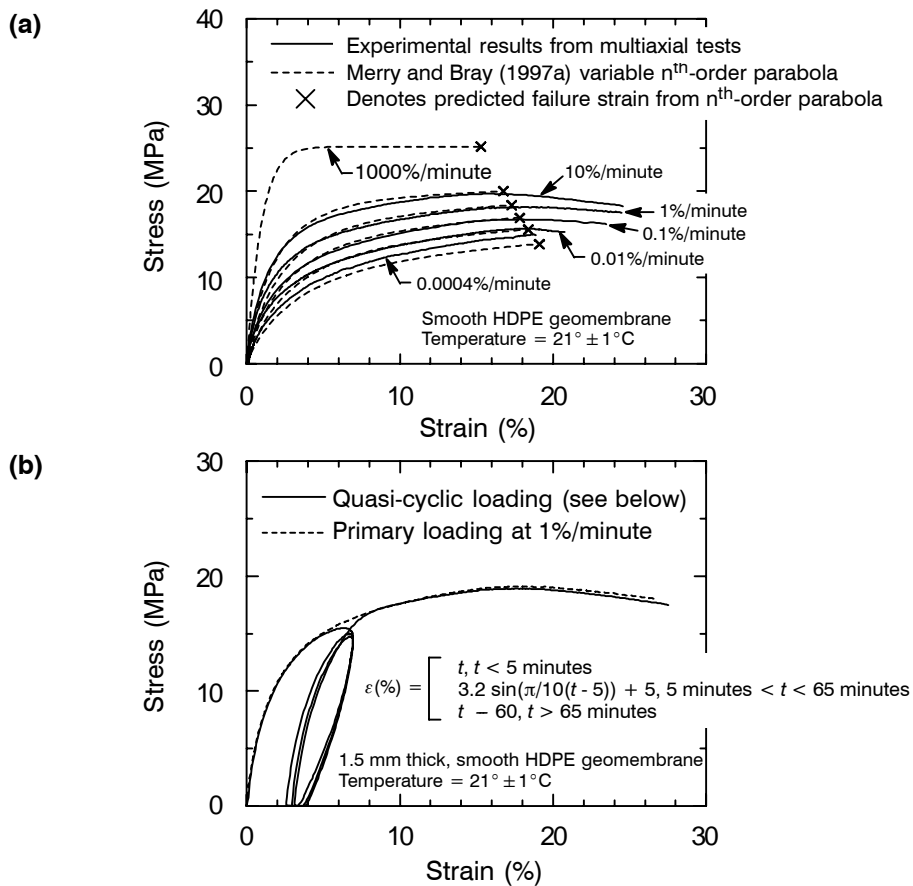 (a)
40
30
20
10
0
Stress (MPa)
Experimental results from multiaxial tests
Merry and Bray (1997a) variable nth-order parabola
Denotes predicted failure strain from nth-order parabola
1000%/minute
10%/minute
1%/minute
0.1%/minute
0.01%/minute
0.0004%/minute
Smooth HDPE geomembrane
Temperature = 21° ± 1°C
0 10 20 30
Strain (%)
(b)
30
20
10
0
Stress (MPa)
Quasi-cyclic loading (see below)
Primary loading at 1%/minute
ε(%) =
t, t < 5 minutes
3.2 sin(π/10(t - 5)) + 5, 5 minutes < t < 65 minutes
t − 60, t > 65 minutes
1.5 mm thick, smooth HDPE geomembrane
Temperature = 21° ± 1°C
0 10 20 30
Strain (%)